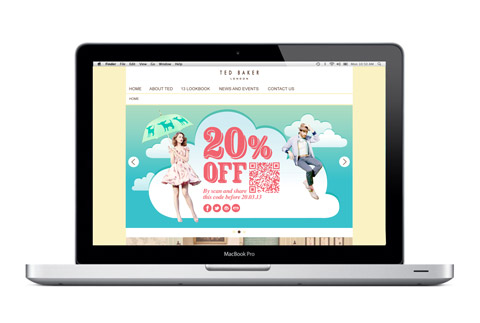 Finder File Edit View Go Window Help
TED BAKER
LONDON
HOME ABOUT TED 13 LOOKBOOK NEWS AND EVENTS CONTACT US
HOME
20%
OFF
By scan and share
this code before 20.03.13
MacBook Pro